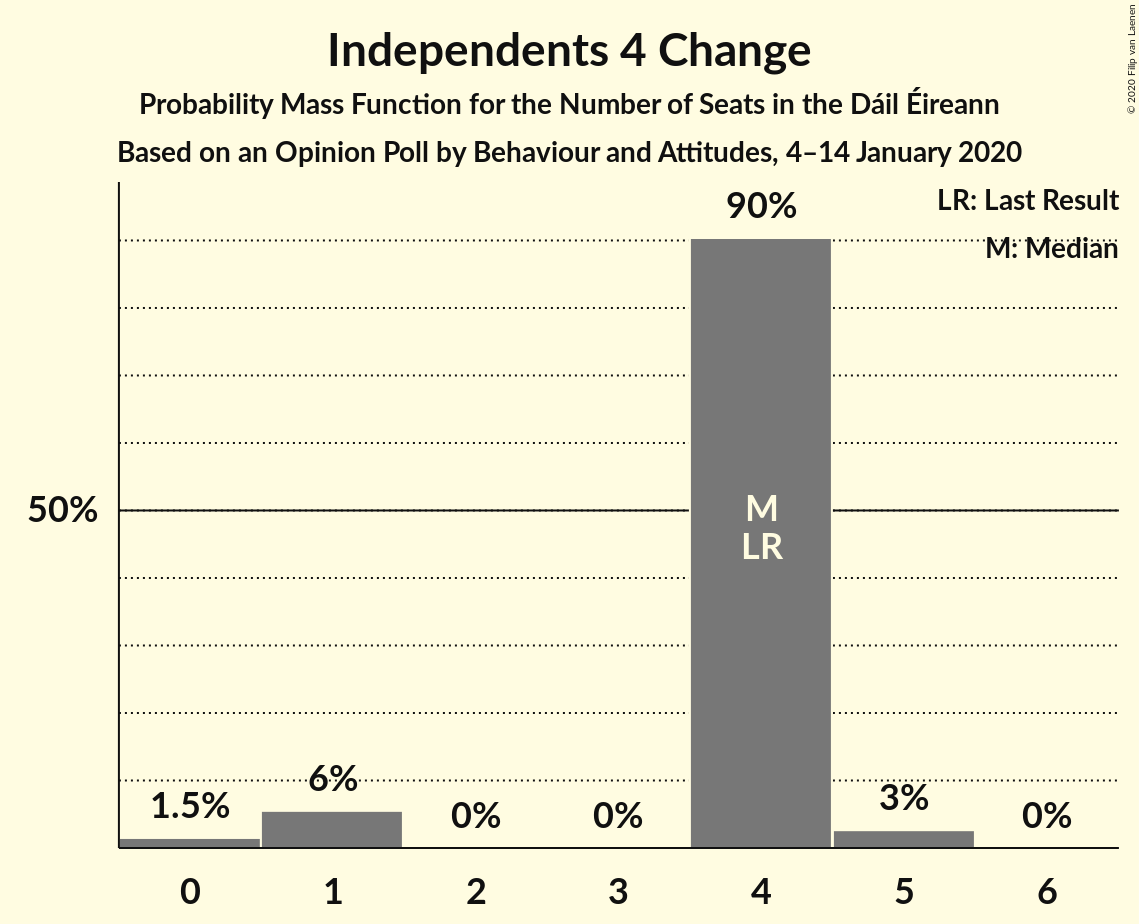 Independents 4 Change
Probability Mass Function for the Number of Seats in the Dáil Éireann
Based on an Opinion Poll by Behaviour and Attitudes, 4–14 January 2020
© 2020 Filip van Laenen
LR: Last Result
M: Median
90%
50%
M
LR
1.5%
6%
0%
0%
3%
0%
0
1
2
3
4
5
6